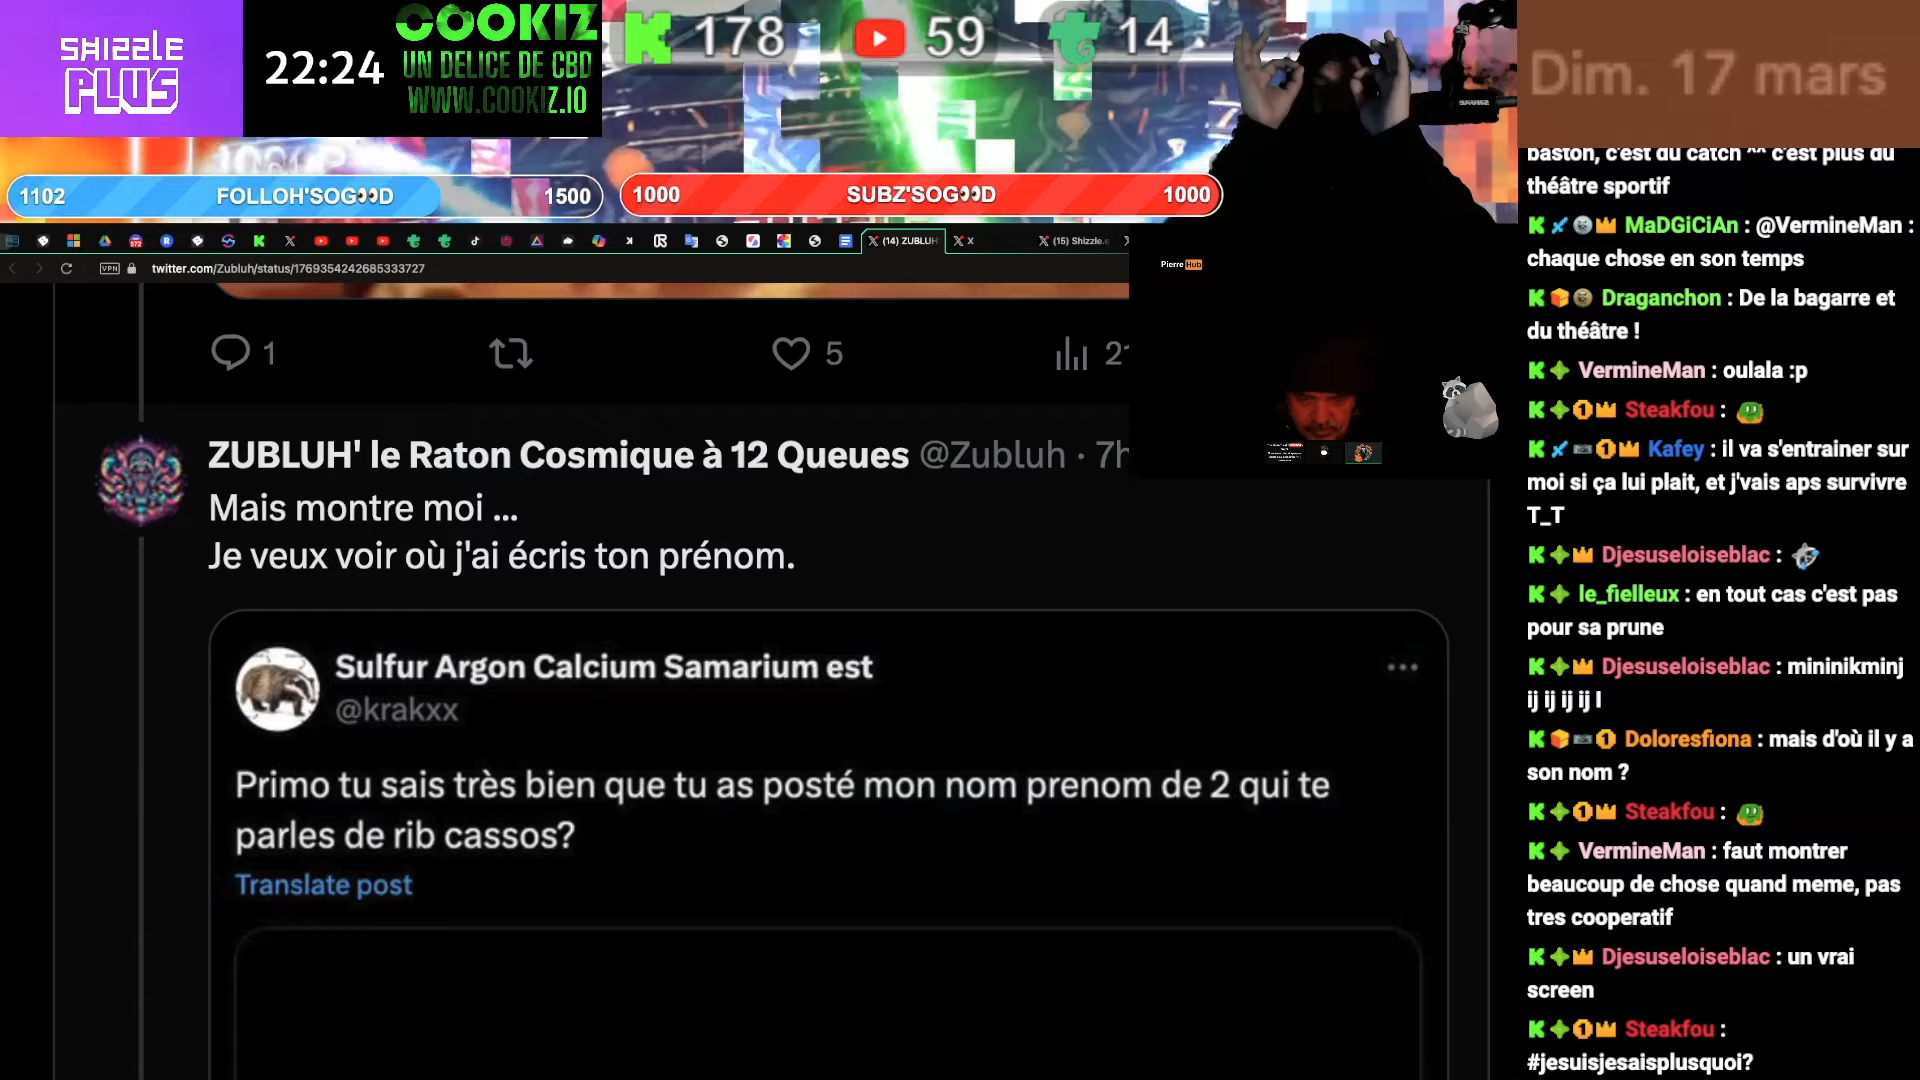 SHIZZLE
PLUS
22:24
COOKIZ
UN DELICE DE CBD
WWW.COOKIZ.IO
178
59
14
Dim. 17 mars
1102 FOLLOH'SOG👀D 1500
1000 SUBZ'SOG👀D 1000
(14) ZUBLUH'
X
(15) Shizzle.
VPN
twitter.com/Zubluh/status/1769354242685333727
PierreHub
1
5
ZUBLUH' le Raton Cosmique à 12 Queues @Zubluh · 7h
Mais montre moi ...
Je veux voir où j'ai écris ton prénom.
Sulfur Argon Calcium Samarium est
@krakxx
Primo tu sais très bien que tu as posté mon nom prenom de 2 qui te
parles de rib cassos?
Translate post
baston, c'est du catch ^^ c'est plus du
théâtre sportif
MaDGiCiAn : @VermineMan :
chaque chose en son temps
Draganchon : De la bagarre et
du théâtre !
VermineMan : oulala :p
Steakfou :
Kafey : il va s'entrainer sur
moi si ça lui plait, et j'vais aps survivre
T_T
Djesuseloiseblac :
le_fielleux : en tout cas c'est pas
pour sa prune
Djesuseloiseblac : mininikminj
ij ij ij ij l
Doloresfiona : mais d'où il y a
son nom ?
Steakfou :
VermineMan : faut montrer
beaucoup de chose quand meme, pas
tres cooperatif
Djesuseloiseblac : un vrai
screen
Steakfou :
#jesuisjesaisplusquoi?